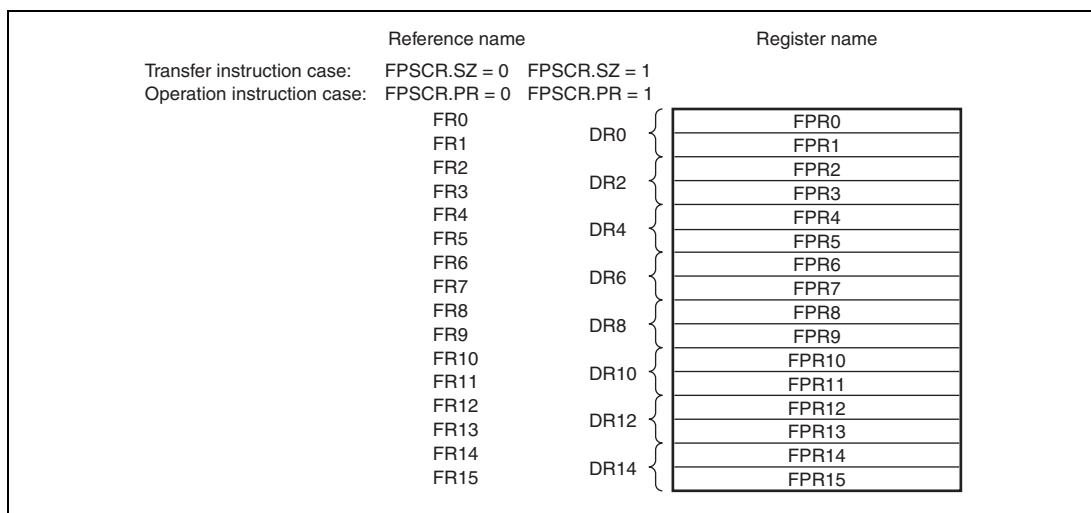 Reference name Register name
Transfer instruction case: FPSCR.SZ = 0 FPSCR.SZ = 1
Operation instruction case: FPSCR.PR = 0 FPSCR.PR = 1
FR0 DR0 FPR0
FR1 FPR1
FR2 DR2 FPR2
FR3 FPR3
FR4 DR4 FPR4
FR5 FPR5
FR6 DR6 FPR6
FR7 FPR7
FR8 DR8 FPR8
FR9 FPR9
FR10 DR10 FPR10
FR11 FPR11
FR12 DR12 FPR12
FR13 FPR13
FR14 DR14 FPR14
FR15 FPR15